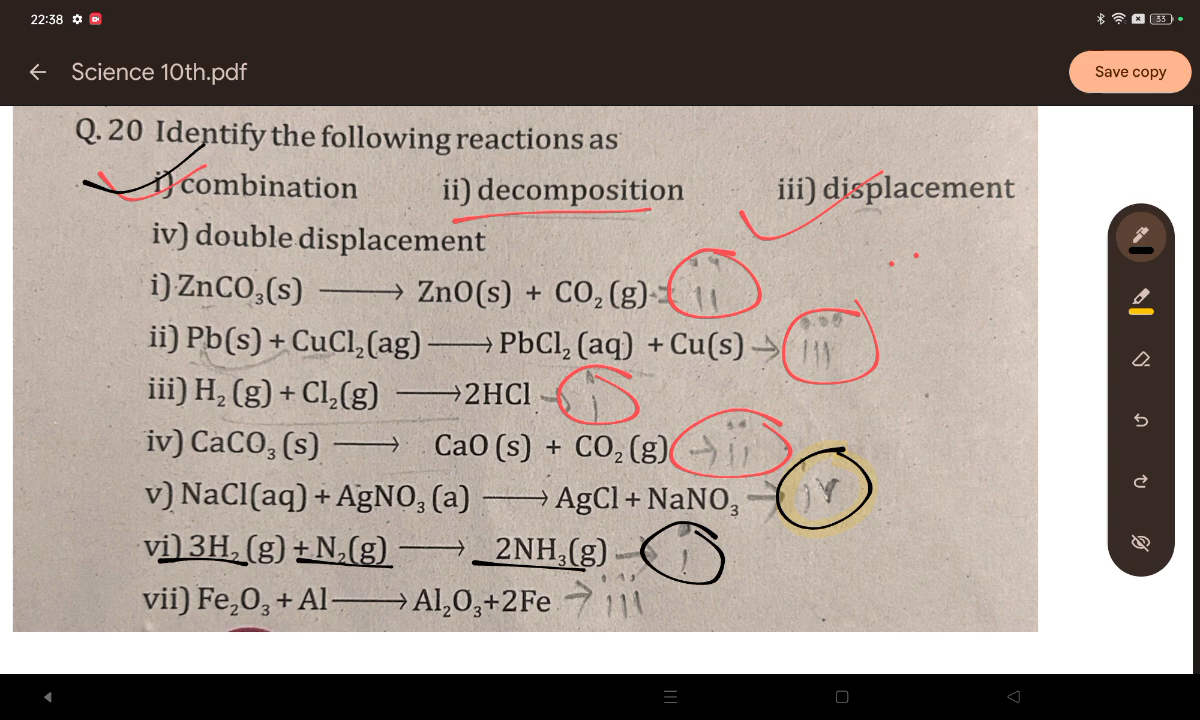 22:38 33
Science 10th.pdf Save copy
Q. 20 Identify the following reactions as
i) combination ii) decomposition iii) displacement
iv) double displacement
i) ZnCO₃(s) ⟶ ZnO(s) + CO₂ (g) ii
ii) Pb(s) + CuCl₂(ag) ⟶ PbCl₂ (aq) + Cu(s) → iii
iii) H₂ (g) + Cl₂(g) ⟶ 2HCl → i
iv) CaCO₃ (s) ⟶ CaO (s) + CO₂ (g) → ii
v) NaCl(aq) + AgNO₃ (a) ⟶ AgCl + NaNO₃ → iv
vi) 3H₂ (g) + N₂(g) ⟶ 2NH₃(g) → i
vii) Fe₂O₃ + Al ⟶ Al₂O₃+2Fe → iii